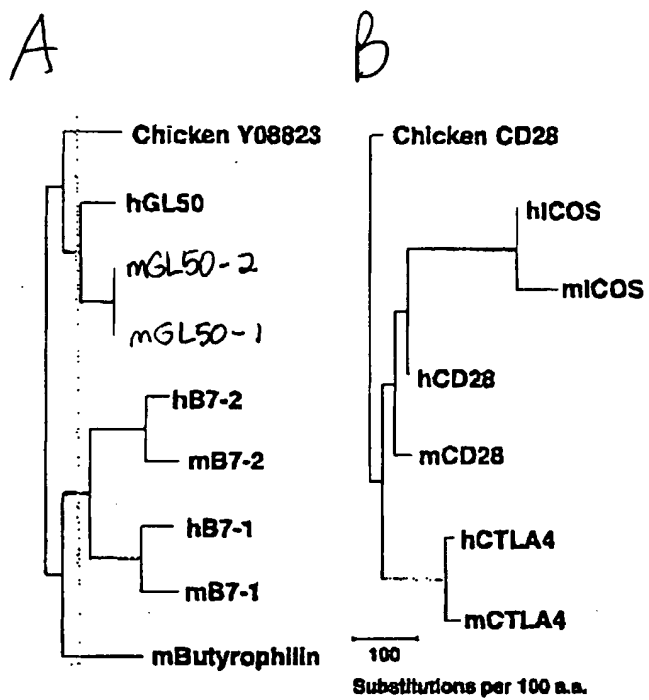 A
Chicken Y08823
hGL50
mGL50-2
mGL50-1
hB7-2
mB7-2
hB7-1
mB7-1
mButyrophilin
B
Chicken CD28
hICOS
mICOS
hCD28
mCD28
hCTLA4
mCTLA4
100
Substitutions per 100 a.a.